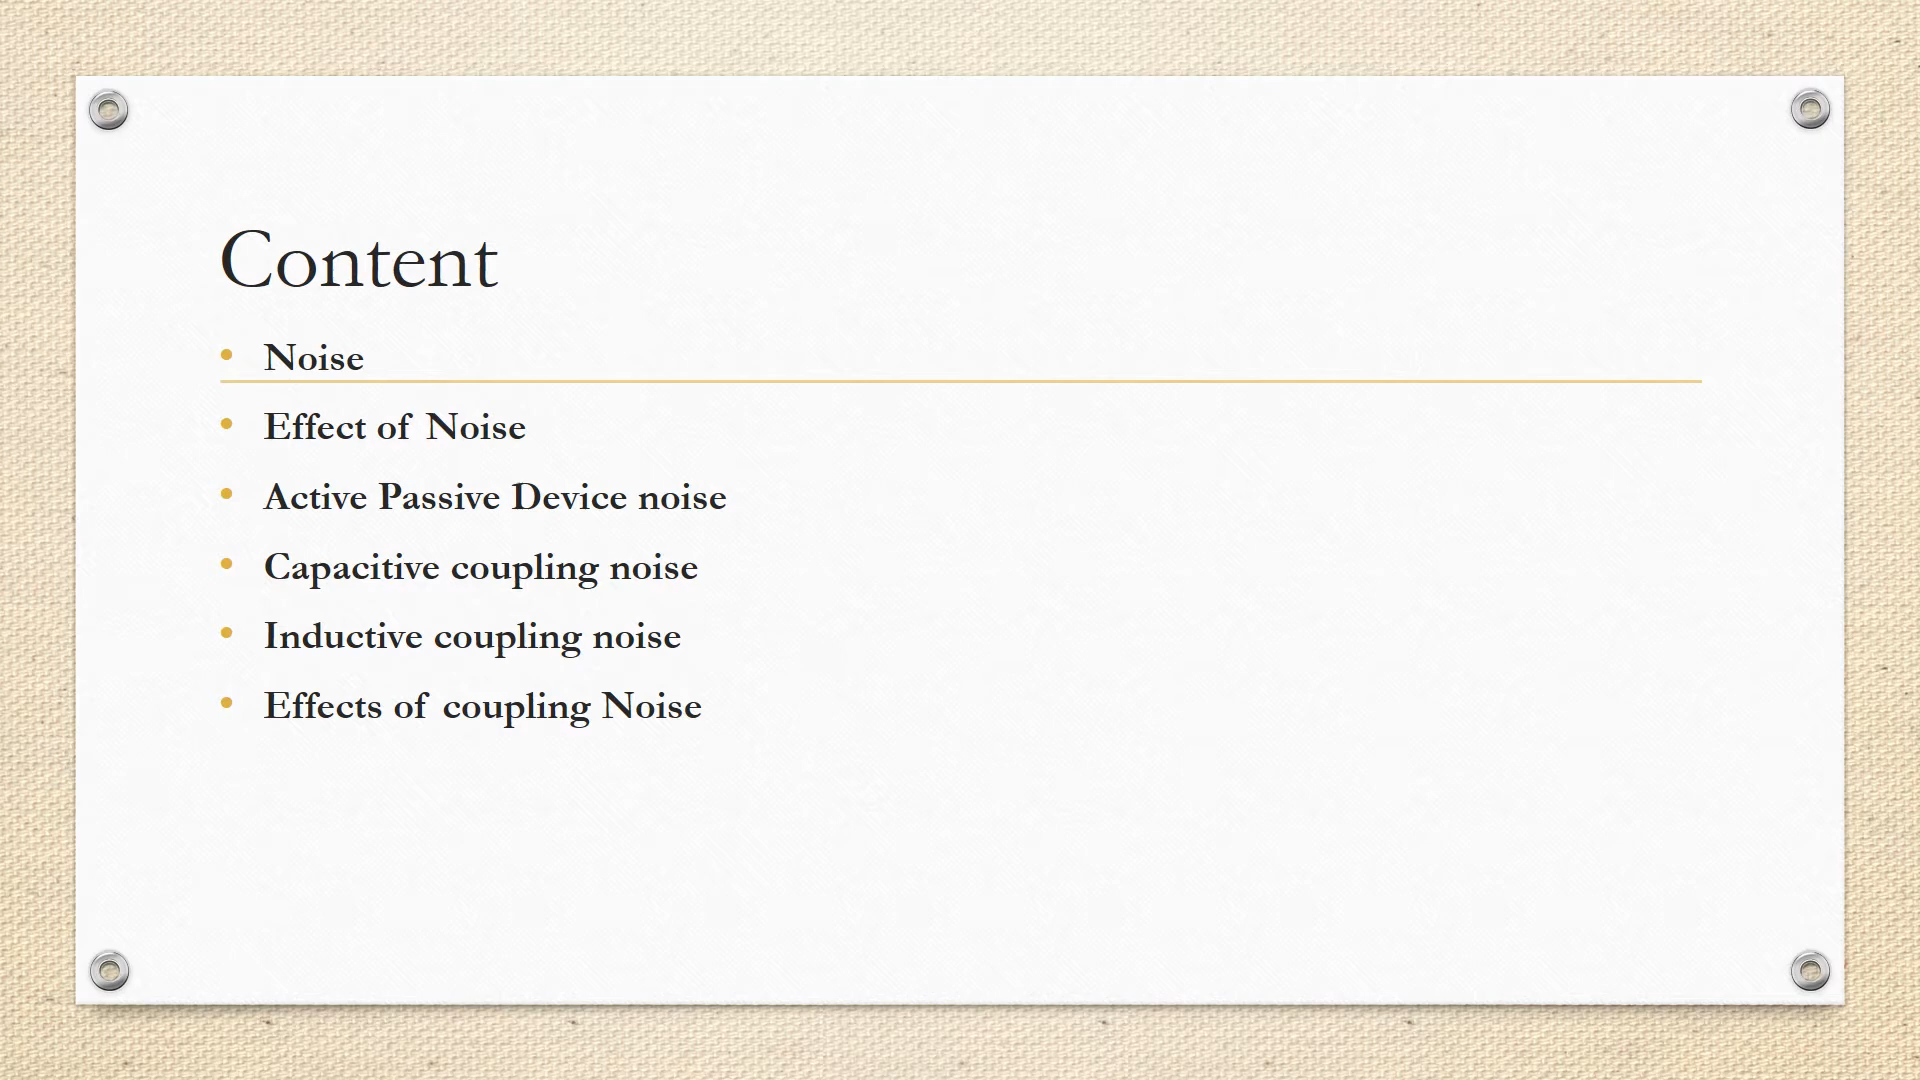 Content
• Noise
• Effect of Noise
• Active Passive Device noise
• Capacitive coupling noise
• Inductive coupling noise
• Effects of coupling Noise